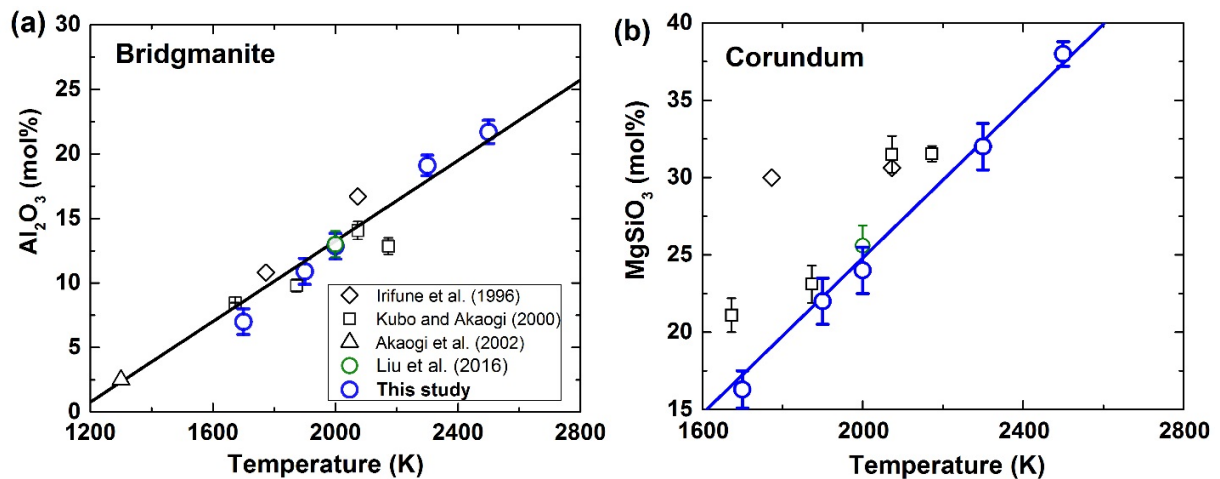 (a)
Bridgmanite
Al₂O₃ (mol%)
30
25
20
15
10
5
0
1200 1600 2000 2400 2800
Temperature (K)
Irifune et al. (1996)
Kubo and Akaogi (2000)
Akaogi et al. (2002)
Liu et al. (2016)
This study
(b)
Corundum
MgSiO₃ (mol%)
40
35
30
25
20
15
1600 2000 2400 2800
Temperature (K)